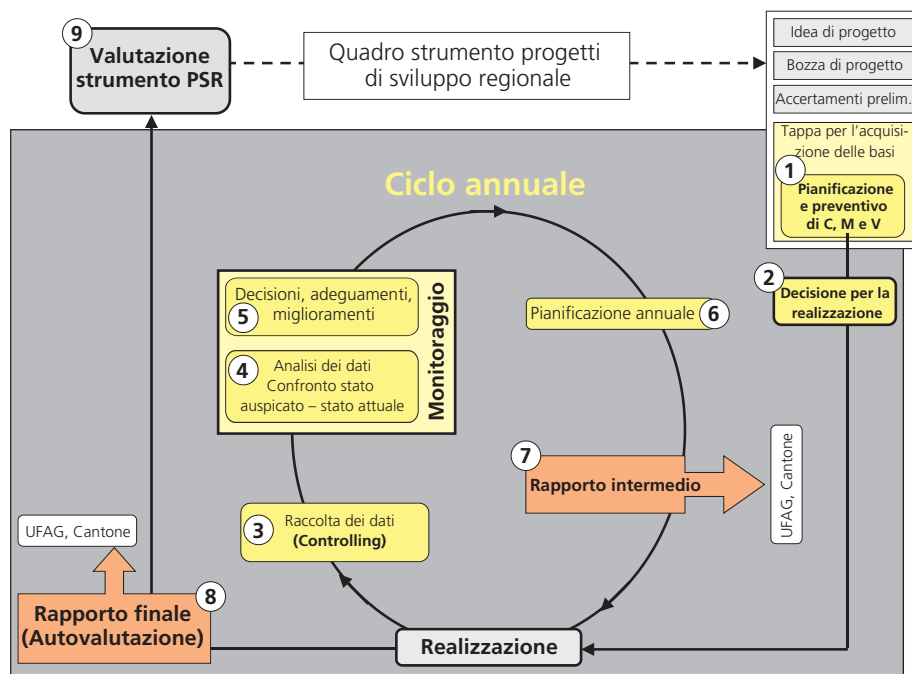 9
Valutazione
strumento PSR
Quadro strumento progetti
di sviluppo regionale
Idea di progetto
Bozza di progetto
Accertamenti prelim.
Tappa per l'acquisi-
zione delle basi
1
Pianificazione
e preventivo
di C, M e V
2
Decisione per la
realizzazione
Ciclo annuale
Decisioni, adeguamenti,
miglioramenti
5
4
Analisi dei dati
Confronto stato
auspicato – stato attuale
Monitoraggio
Pianificazione annuale
6
7
Rapporto intermedio
UFAG, Cantone
3
Raccolta dei dati
(Controlling)
UFAG, Cantone
8
Rapporto finale
(Autovalutazione)
Realizzazione